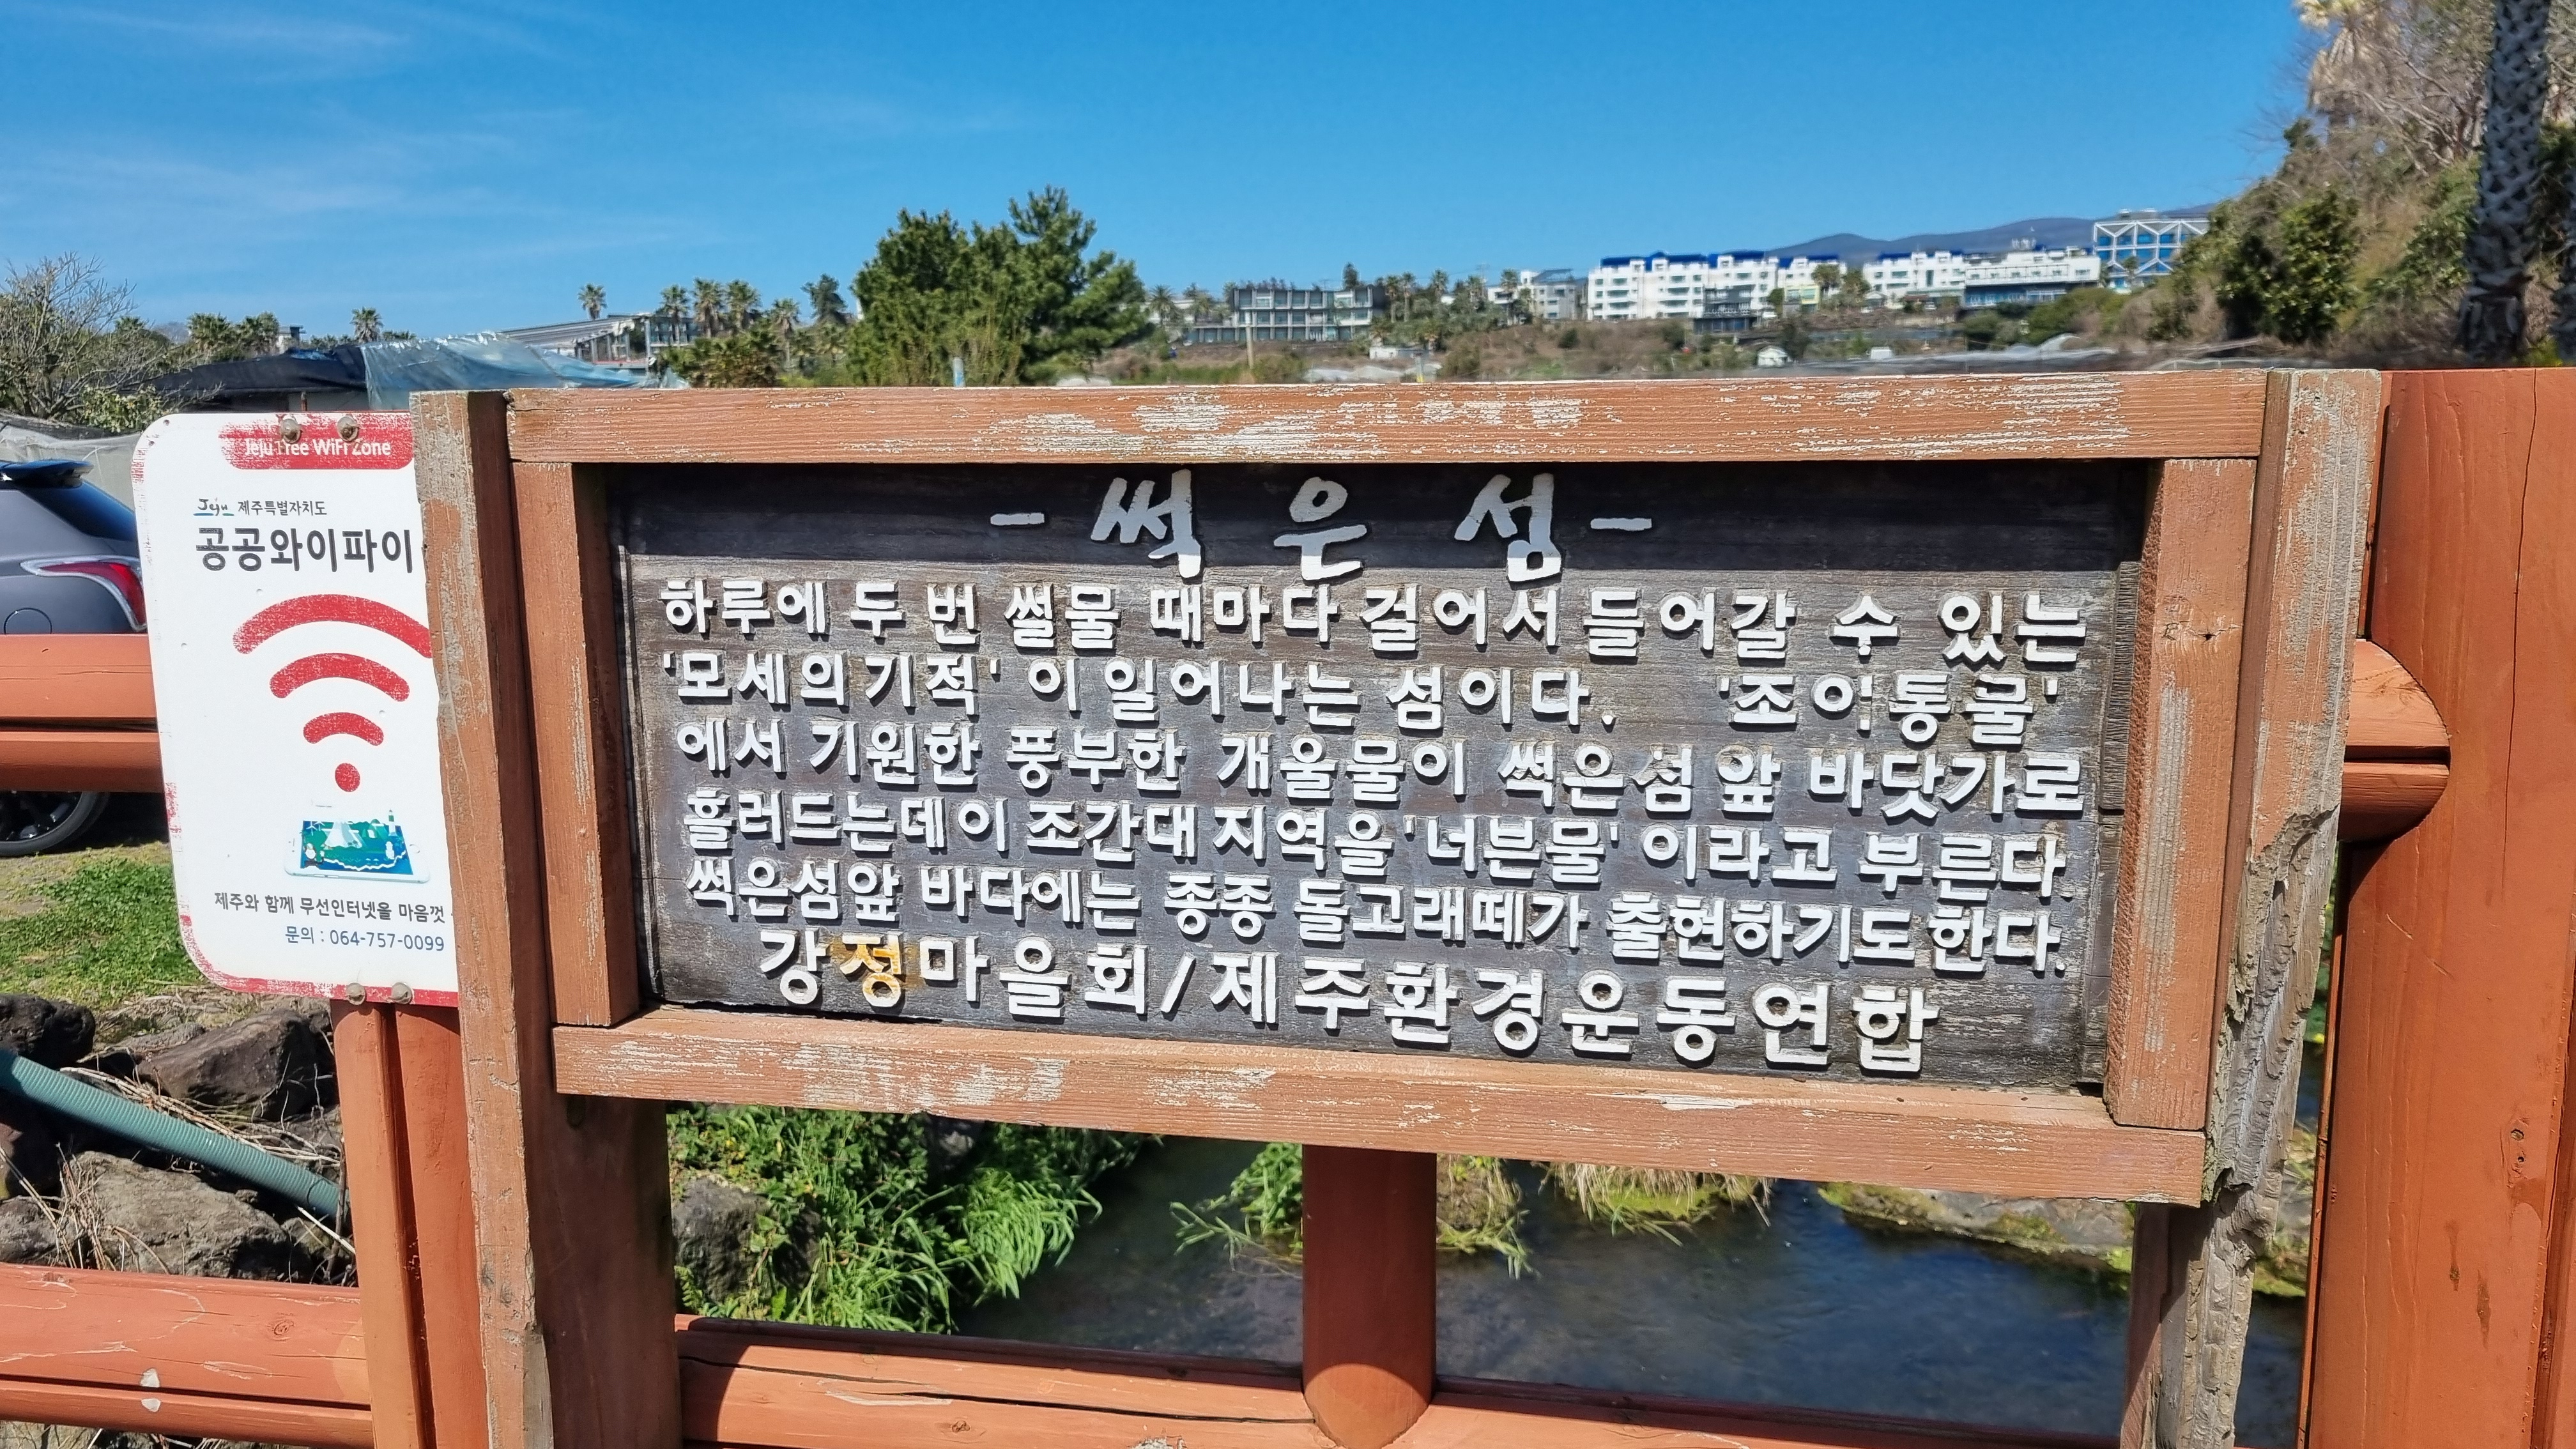 Jeju Free WiFi Zone
Jeju 제주특별자치도
공공와이파이
제주와 함께 무선인터넷을 마음껏
문의 : 064-757-0099
- 썩은섬 -
하루에 두 번 썰물 때마다 걸어서 들어갈 수 있는
'모세의기적' 이 일어나는 섬이다. '조이통물'
에서 기원한 풍부한 개울물이 썩은섬 앞 바닷가로
흘러드는데이 조간대 지역을 '너븐물' 이라고 부른다.
썩은섬앞 바다에는 종종 돌고래떼가 출현하기도 한다.
강정마을회/제주환경운동연합